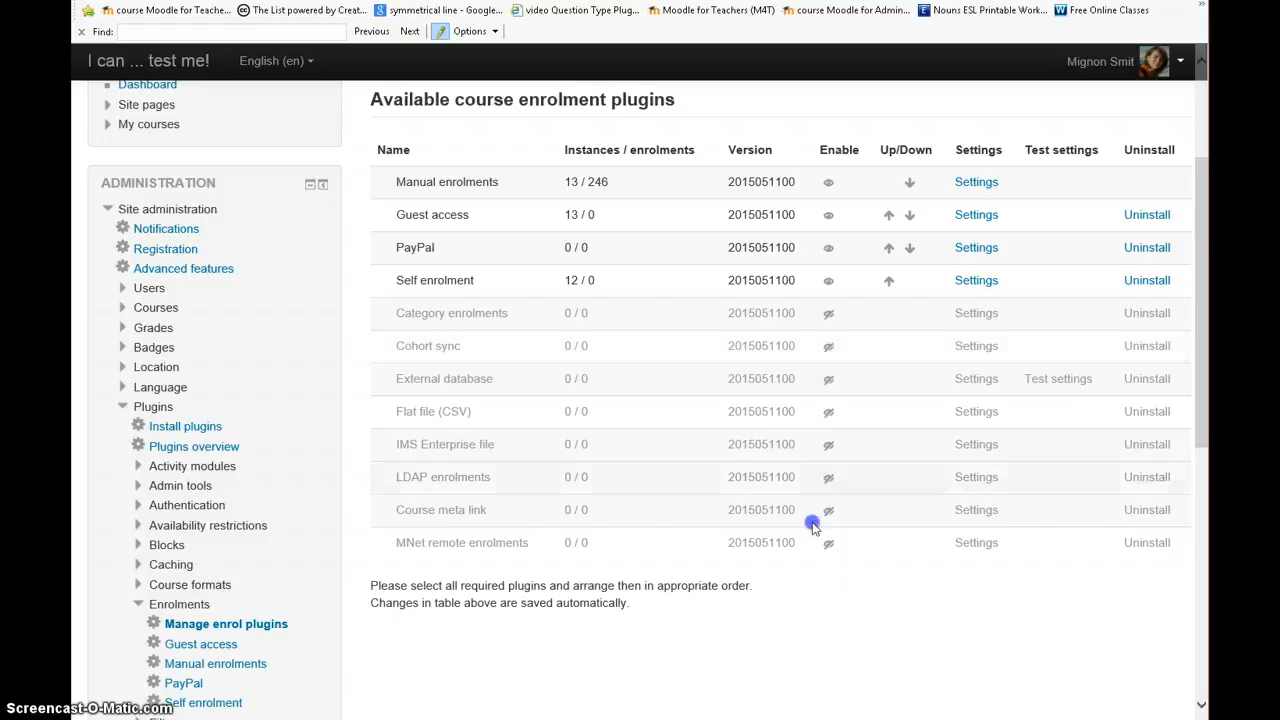 course Moodle for Teache... The List powered by Creat... symmetrical line - Google... video Question Type Plug... Moodle for Teachers (M4T) course Moodle for Admin... Nouns ESL Printable Work... Free Online Classes
Find: Previous Next Options
I can ... test me! English (en) Mignon Smit
Dashboard
Site pages
My courses
ADMINISTRATION
Site administration
Notifications
Registration
Advanced features
Users
Courses
Grades
Badges
Location
Language
Plugins
Install plugins
Plugins overview
Activity modules
Admin tools
Authentication
Availability restrictions
Blocks
Caching
Course formats
Enrolments
Manage enrol plugins
Guest access
Manual enrolments
PayPal
Self enrolment
Available course enrolment plugins
Name Instances / enrolments Version Enable Up/Down Settings Test settings Uninstall
Manual enrolments 13 / 246 2015051100 Settings
Guest access 13 / 0 2015051100 Settings Uninstall
PayPal 0 / 0 2015051100 Settings Uninstall
Self enrolment 12 / 0 2015051100 Settings Uninstall
Category enrolments 0 / 0 2015051100 Settings Uninstall
Cohort sync 0 / 0 2015051100 Settings Uninstall
External database 0 / 0 2015051100 Settings Test settings Uninstall
Flat file (CSV) 0 / 0 2015051100 Settings Uninstall
IMS Enterprise file 0 / 0 2015051100 Settings Uninstall
LDAP enrolments 0 / 0 2015051100 Settings Uninstall
Course meta link 0 / 0 2015051100 Settings Uninstall
MNet remote enrolments 0 / 0 2015051100 Settings Uninstall
Please select all required plugins and arrange then in appropriate order.
Changes in table above are saved automatically.
Screencast-O-Matic.com